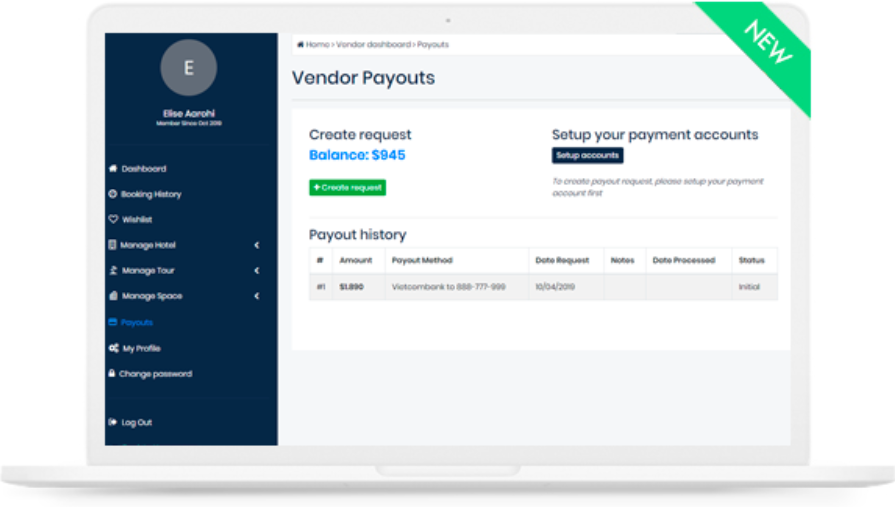 NEW
Home > Vendor dashboard > Payouts
E
Elise Aarohi
Member Since Oct 2019
Dashboard
Booking History
Wishlist
Manage Hotel
Manage Tour
Manage Space
Payouts
My Profile
Change password
Log Out
Vendor Payouts
Create request
Balance: $945
+Create request
Setup your payment accounts
Setup accounts
To create payout request, please setup your payment
account first
Payout history
# Amount Payout Method Date Request Notes Date Processed Status
#1 $1.890 Vietcombank to 888-777-999 10/04/2019 Initial